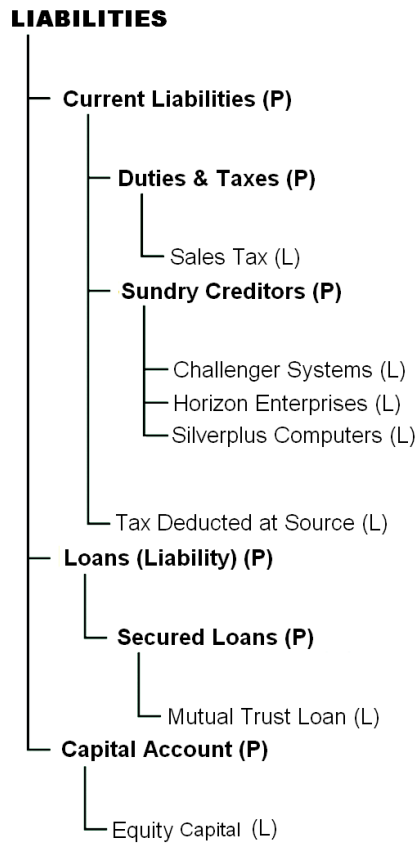 LIABILITIES
Current Liabilities (P)
Duties & Taxes (P)
Sales Tax (L)
Sundry Creditors (P)
Challenger Systems (L)
Horizon Enterprises (L)
Silverplus Computers (L)
Tax Deducted at Source (L)
Loans (Liability) (P)
Secured Loans (P)
Mutual Trust Loan (L)
Capital Account (P)
Equity Capital (L)